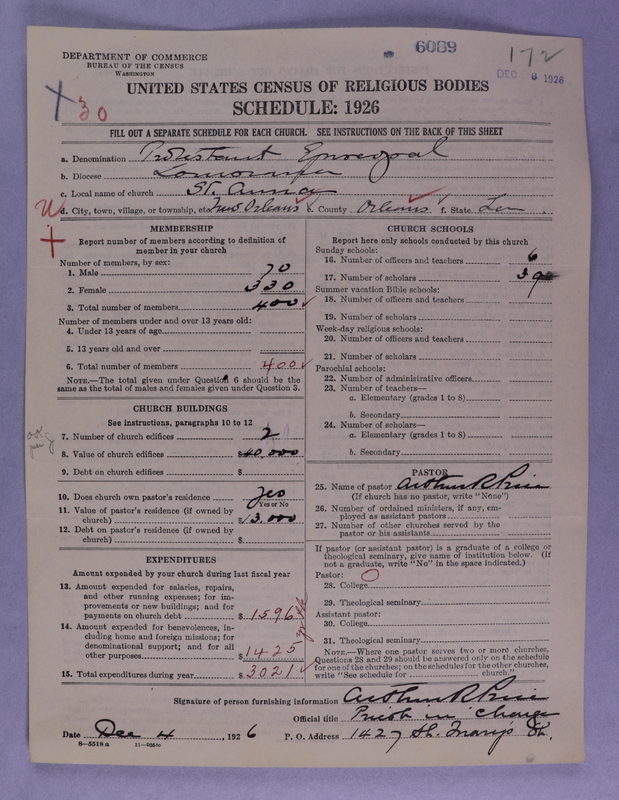 6089
172
DEC 8 1926
DEPARTMENT OF COMMERCE
BUREAU OF THE CENSUS
WASHINGTON
UNITED STATES CENSUS OF RELIGIOUS BODIES
SCHEDULE: 1926
30
FILL OUT A SEPARATE SCHEDULE FOR EACH CHURCH. SEE INSTRUCTIONS ON THE BACK OF THIS SHEET
a. Denomination Protestant Episcopal
b. Diocese Louisiana
c. Local name of church St. Anna
d. City, town, village, or township, etc. New Orleans e. County Orleans f. State La
MEMBERSHIP
Report number of members according to definition of
member in your church
Number of members, by sex:
1. Male 70
2. Female 330
3. Total number of members 400
Number of members under and over 13 years old:
4. Under 13 years of age
5. 13 years old and over
6. Total number of members 400
NOTE.—The total given under Question 6 should be the
same as the total of males and females given under Question 3.
CHURCH BUILDINGS
See instructions, paragraphs 10 to 12
7. Number of church edifices 2
8. Value of church edifices $40,000
9. Debt on church edifices $
10. Does church own pastor's residence yes
Yes or No
11. Value of pastor's residence (if owned by
church) $ 3,000
12. Debt on pastor's residence (if owned by
church) $
EXPENDITURES
Amount expended by your church during last fiscal year
13. Amount expended for salaries, repairs,
and other running expenses; for im-
provements or new buildings; and for
payments on church debt $ 1596
14. Amount expended for benevolences, in-
cluding home and foreign missions; for
denominational support; and for all
other purposes $ 1425
15. Total expenditures during year $ 3021
CHURCH SCHOOLS
Report here only schools conducted by this church
Sunday schools:
16. Number of officers and teachers 6
17. Number of scholars 39
Summer vacation Bible schools:
18. Number of officers and teachers
19. Number of scholars
Week-day religious schools:
20. Number of officers and teachers
21. Number of scholars
Parochial schools:
22. Number of administrative officers
23. Number of teachers—
a. Elementary (grades 1 to 8)
b. Secondary
24. Number of scholars—
a. Elementary (grades 1 to 8)
b. Secondary
PASTOR
25. Name of pastor Arthur R Price
(If church has no pastor, write "None")
26. Number of ordained ministers, if any, em-
ployed as assistant pastors
27. Number of other churches served by the
pastor or his assistants
If pastor (or assistant pastor) is a graduate of a college or
theological seminary, give name of institution below. (If
not a graduate, write "No" in the space indicated.)
Pastor:
28. College
29. Theological seminary
Assistant pastor:
30. College
31. Theological seminary
NOTE.—Where one pastor serves two or more churches,
Questions 28 and 29 should be answered only on the schedule
for one of the churches; on the schedules for the other churches,
write "See schedule for church."
Signature of person furnishing information Arthur R Price
Official title Priest in charge
Date Dec 4, 1926 P. O. Address 1427 St. Marys St.
8—5518 a